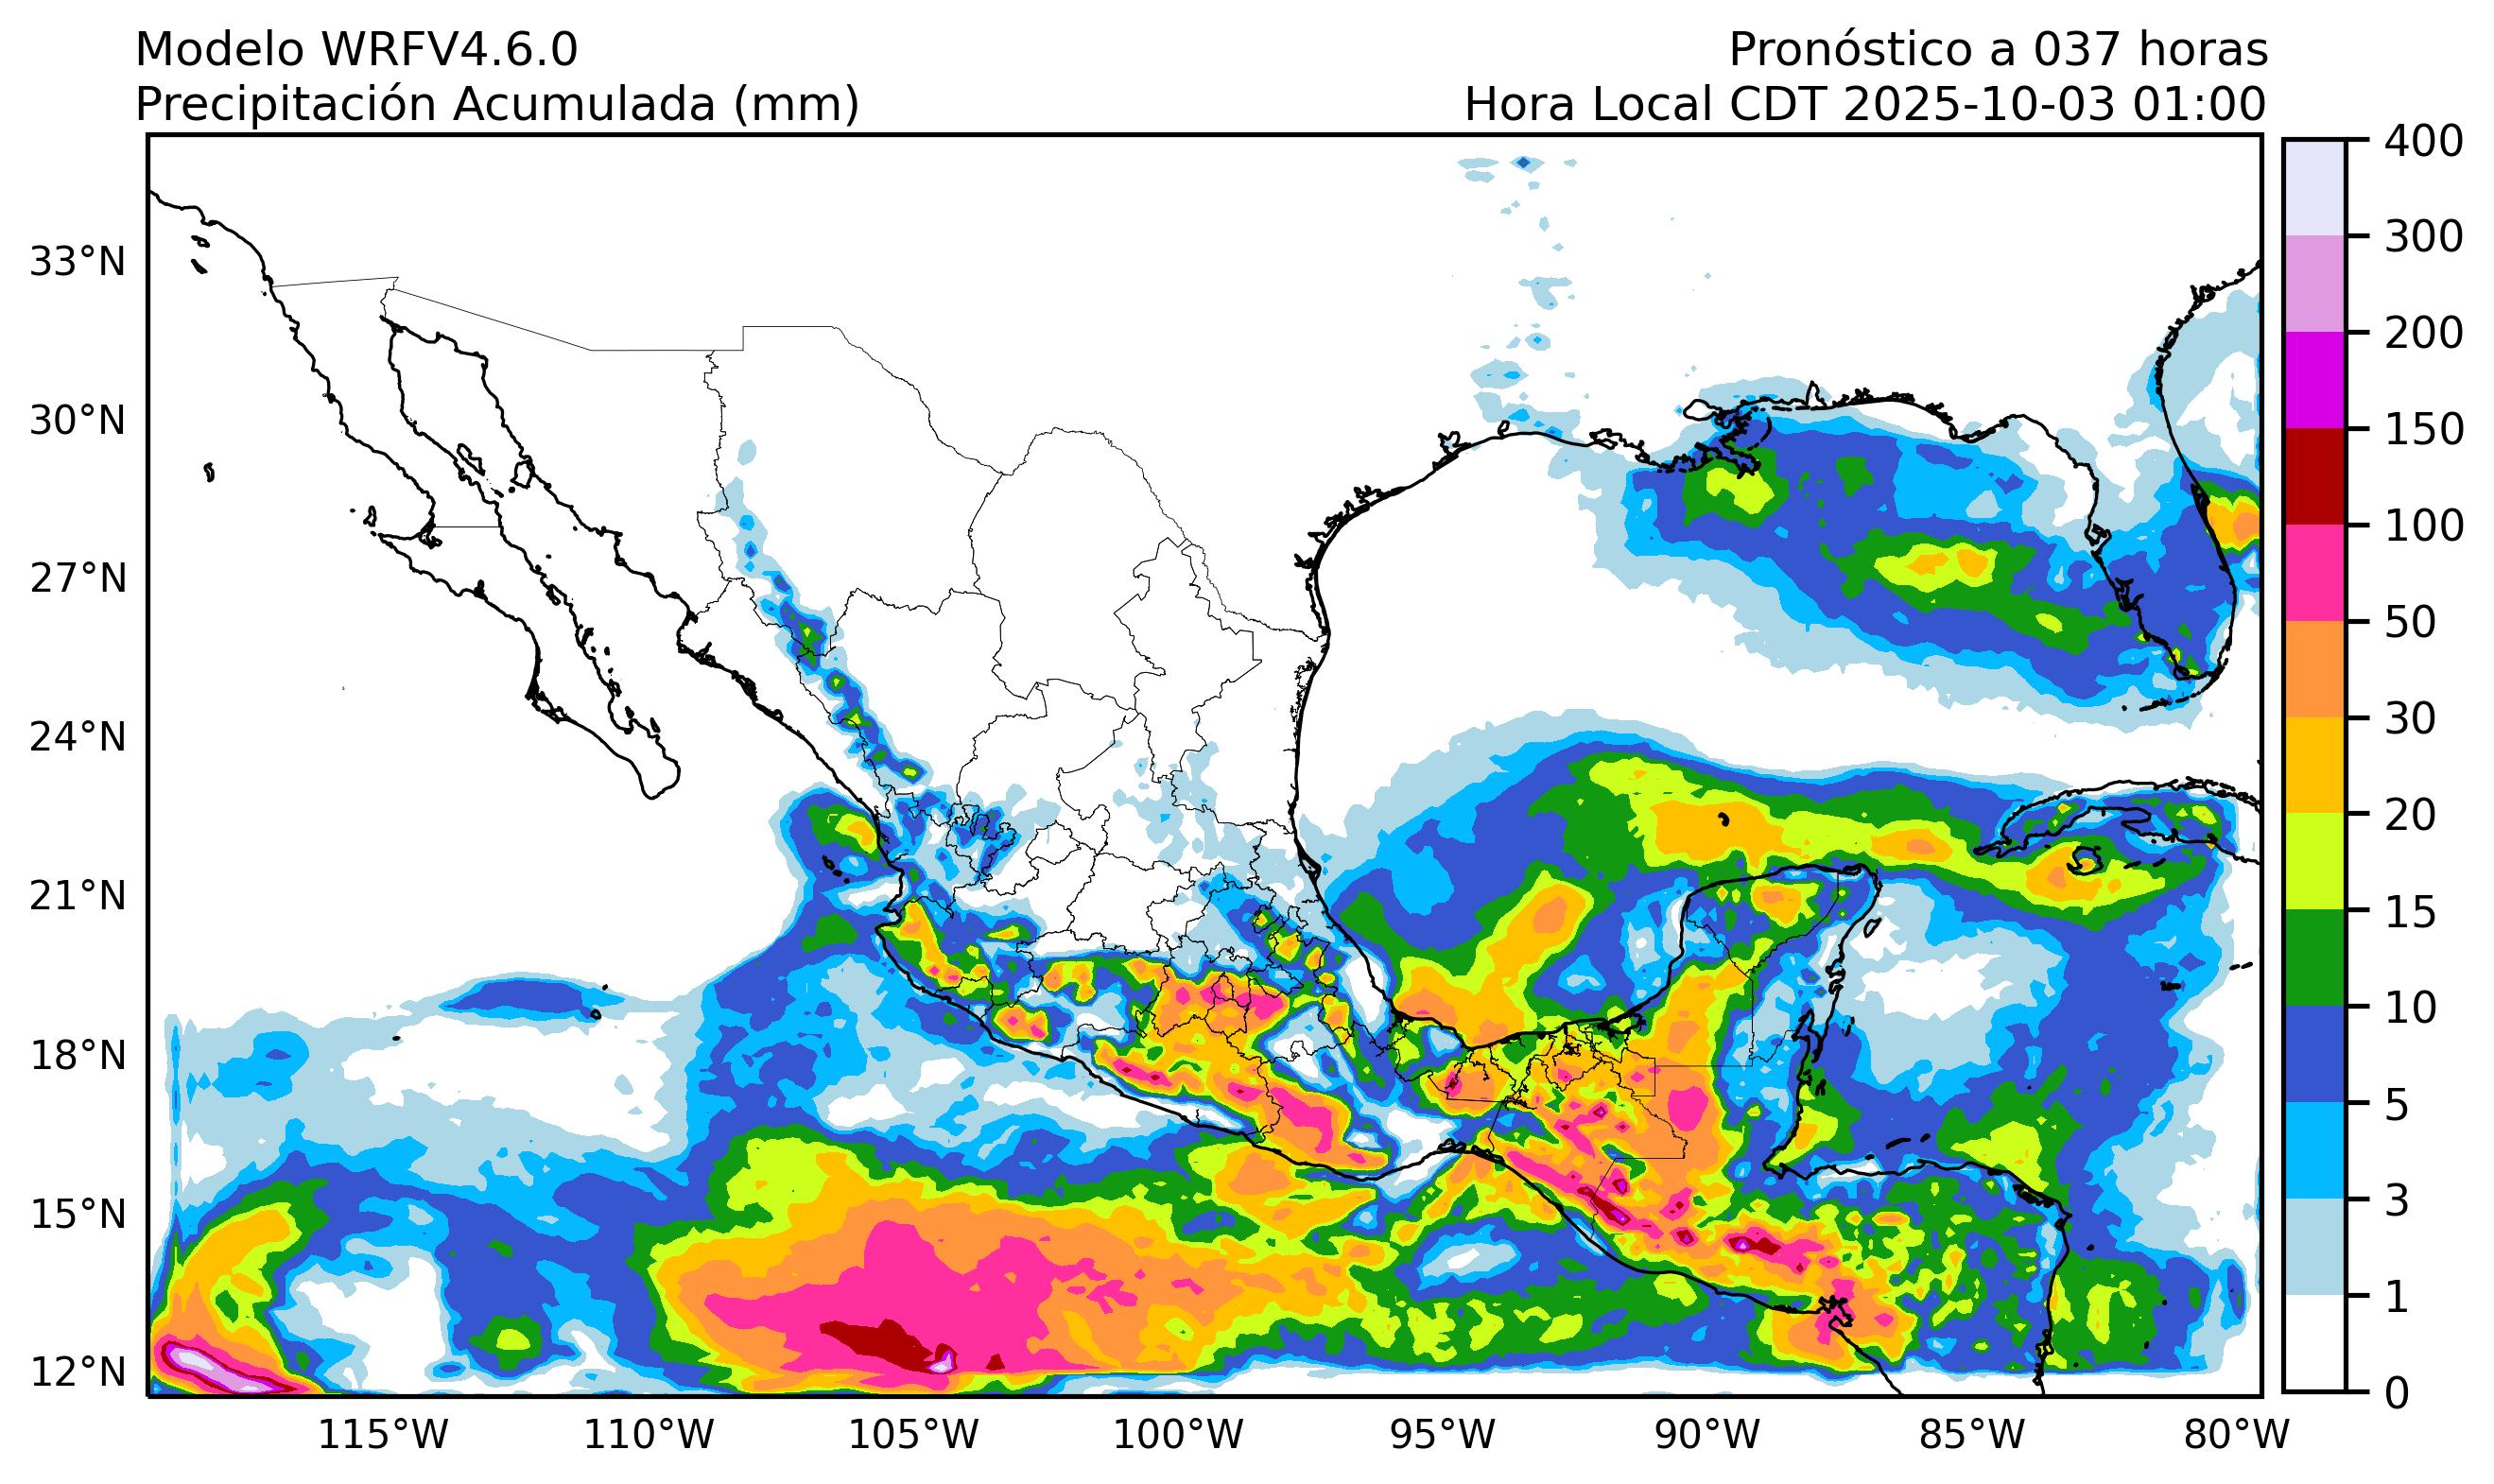 Modelo WRFV4.6.0
Pronóstico a 037 horas
Precipitación Acumulada (mm)
Hora Local CDT 2025-10-03 01:00
33°N
30°N
27°N
24°N
21°N
18°N
15°N
12°N
115°W
110°W
105°W
100°W
95°W
90°W
85°W
80°W
400
300
200
150
100
50
30
20
15
10
5
3
1
0